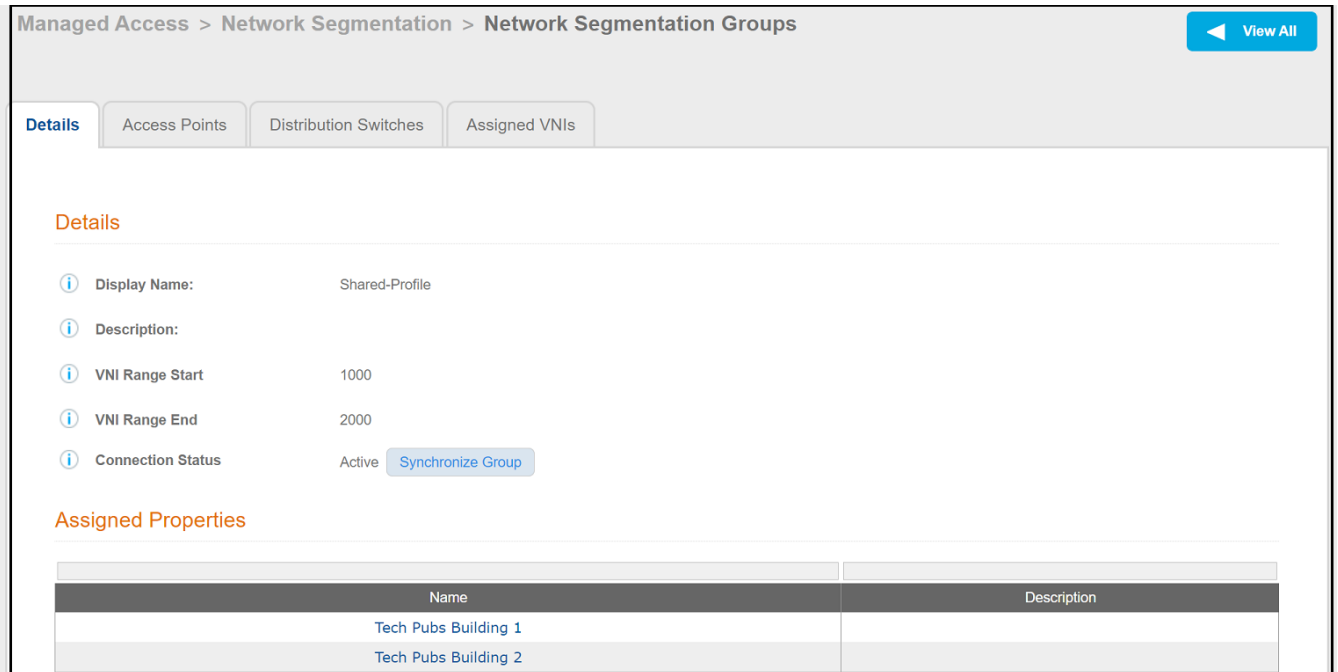 Managed Access > Network Segmentation > Network Segmentation Groups
View All
Details
Access Points
Distribution Switches
Assigned VNIs
Details
Display Name: Shared-Profile
Description:
VNI Range Start 1000
VNI Range End 2000
Connection Status Active Synchronize Group
Assigned Properties
Name Description
Tech Pubs Building 1
Tech Pubs Building 2